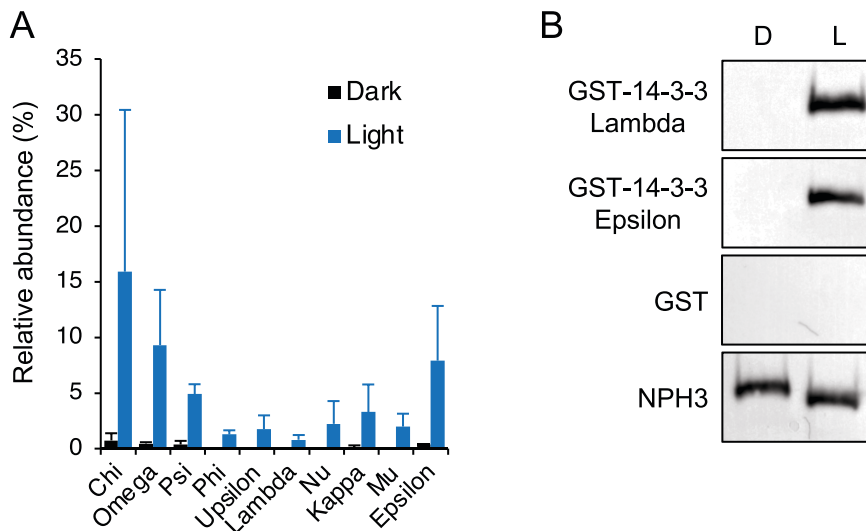 A
Relative abundance (%)
35
30
25
20
15
10
5
0
Dark
Light
Chi
Omega
Psi
Phi
Upsilon
Lambda
Nu
Kappa
Mu
Epsilon
B
D L
GST-14-3-3
Lambda
GST-14-3-3
Epsilon
GST
NPH3